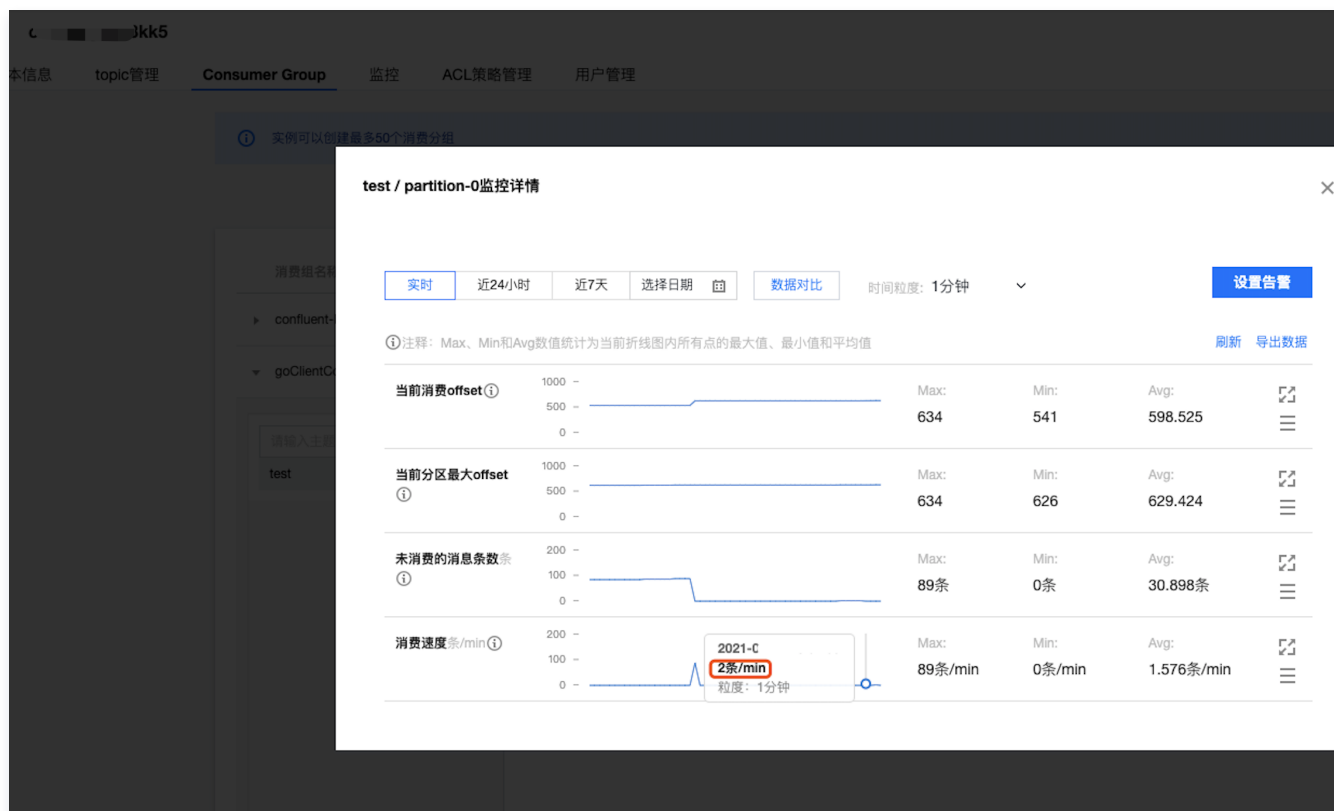 3kk5
本信息 topic管理 Consumer Group 监控 ACL策略管理 用户管理
实例可以创建最多50个消费分组
test / partition-0监控详情
消费组名称
实时 近24小时 近7天 选择日期 数据对比 时间粒度: 1分钟 设置告警
confluent-
注释：Max、Min和Avg数值统计为当前折线图内所有点的最大值、最小值和平均值 刷新 导出数据
goClientCo
当前消费offset 1000 500 0 Max: 634 Min: 541 Avg: 598.525
请输入主题
test
当前分区最大offset 1000 500 0 Max: 634 Min: 626 Avg: 629.424
未消费的消息条数条 200 100 0 Max: 89条 Min: 0条 Avg: 30.898条
消费速度条/min 200 100 0 Max: 89条/min Min: 0条/min Avg: 1.576条/min
2021-0
2条/min
粒度：1分钟